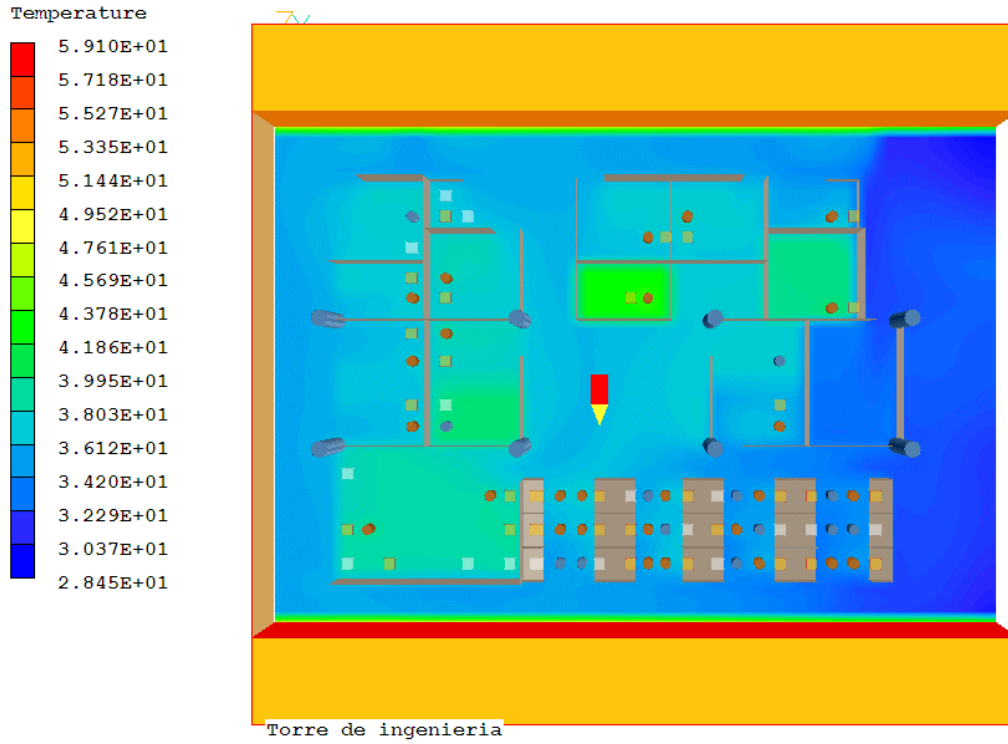 Temperature
5.910E+01
5.718E+01
5.527E+01
5.335E+01
5.144E+01
4.952E+01
4.761E+01
4.569E+01
4.378E+01
4.186E+01
3.995E+01
3.803E+01
3.612E+01
3.420E+01
3.229E+01
3.037E+01
2.845E+01
Torre de ingenieria